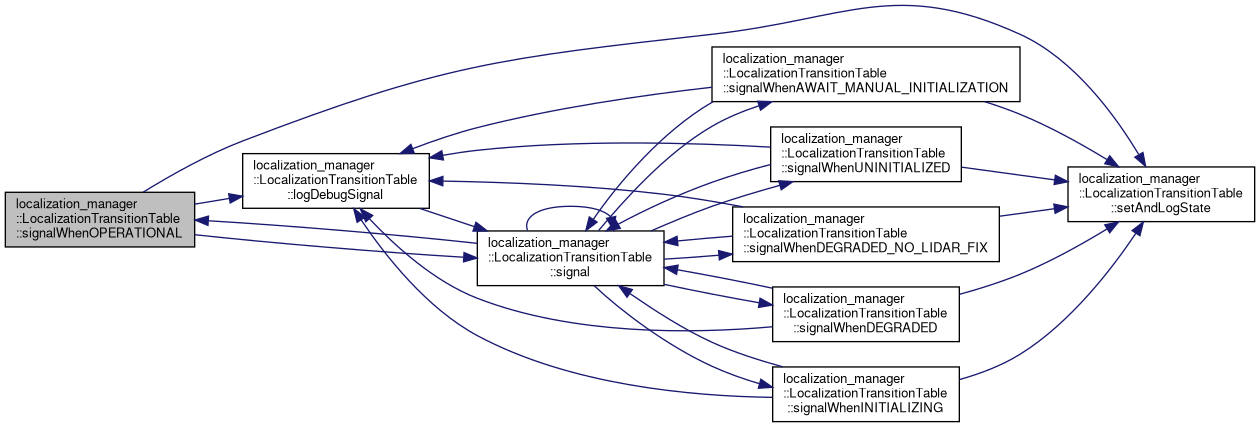 localization_manager
::LocalizationTransitionTable
::signalWhenOPERATIONAL
localization_manager
::LocalizationTransitionTable
::logDebugSignal
localization_manager
::LocalizationTransitionTable
::signal
localization_manager
::LocalizationTransitionTable
::signalWhenAWAIT_MANUAL_INITIALIZATION
localization_manager
::LocalizationTransitionTable
::signalWhenUNINITIALIZED
localization_manager
::LocalizationTransitionTable
::signalWhenDEGRADED_NO_LIDAR_FIX
localization_manager
::LocalizationTransitionTable
::signalWhenDEGRADED
localization_manager
::LocalizationTransitionTable
::signalWhenINITIALIZING
localization_manager
::LocalizationTransitionTable
::setAndLogState